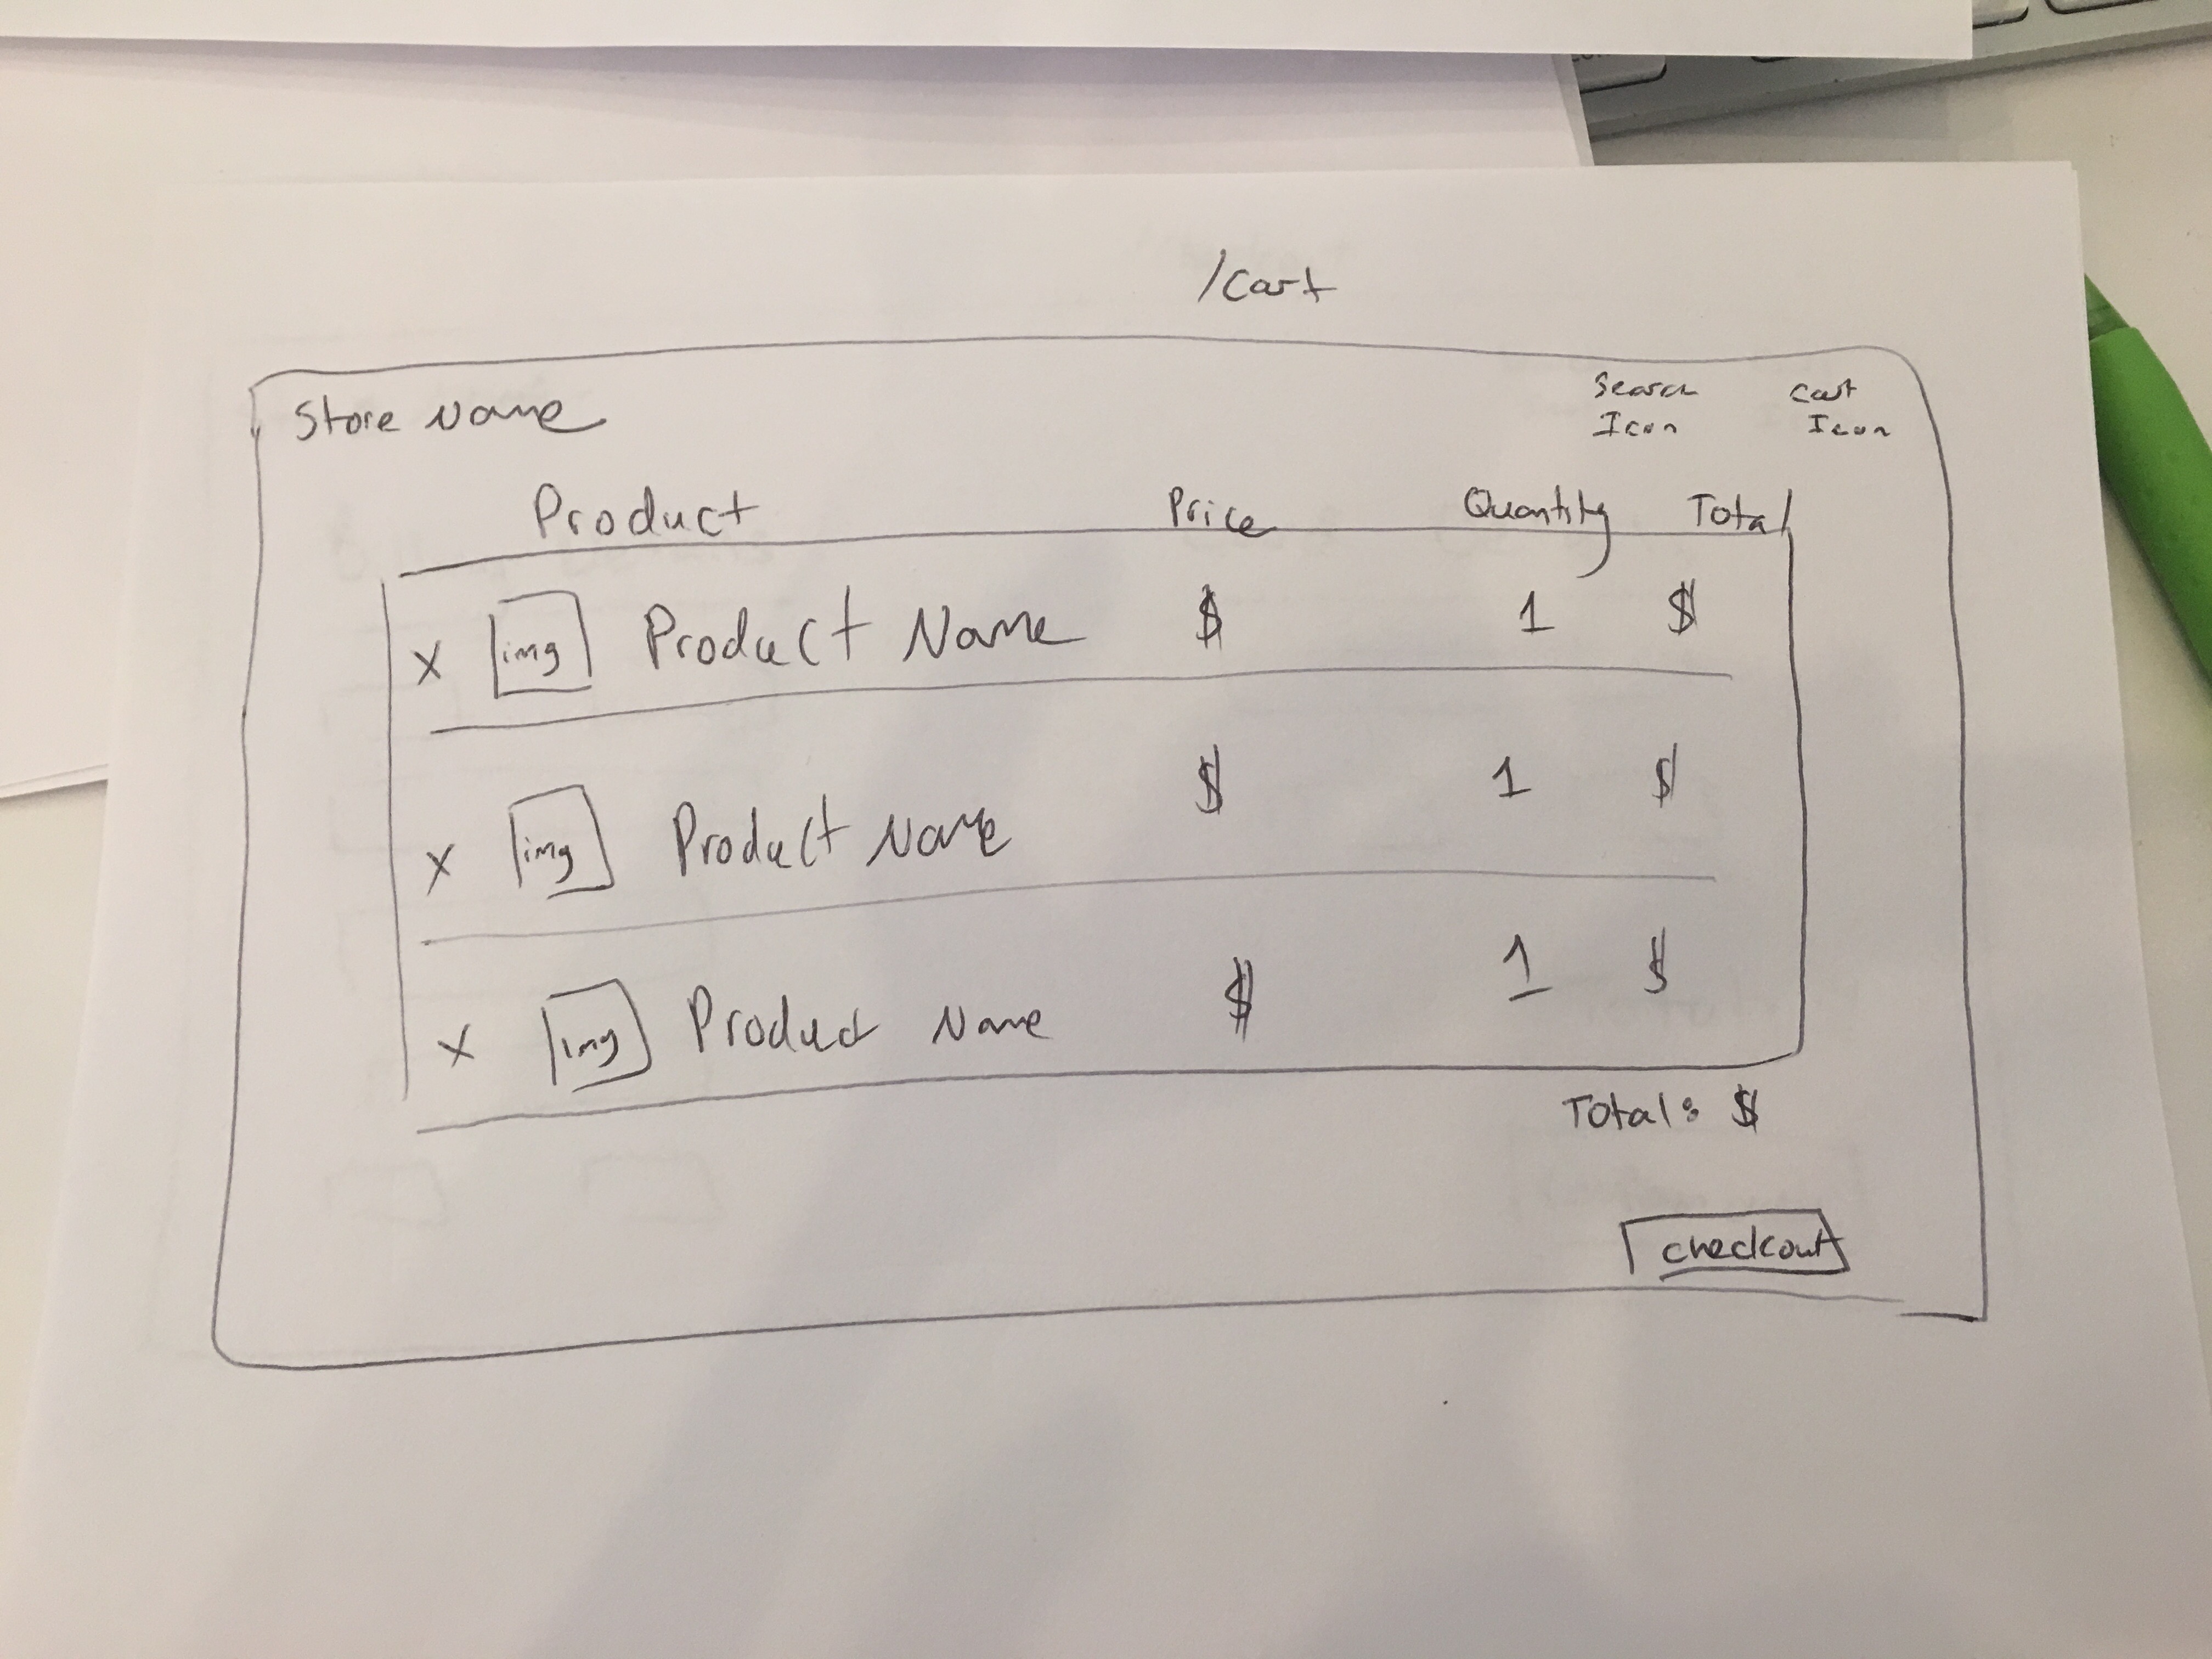 /Cart
Store Name
Search Icon
Cart Icon
Product Price Quantity Total
X img Product Name $ 1 $
X img Product Name $ 1 $
X img Product Name $ 1 $
Total: $
checkout